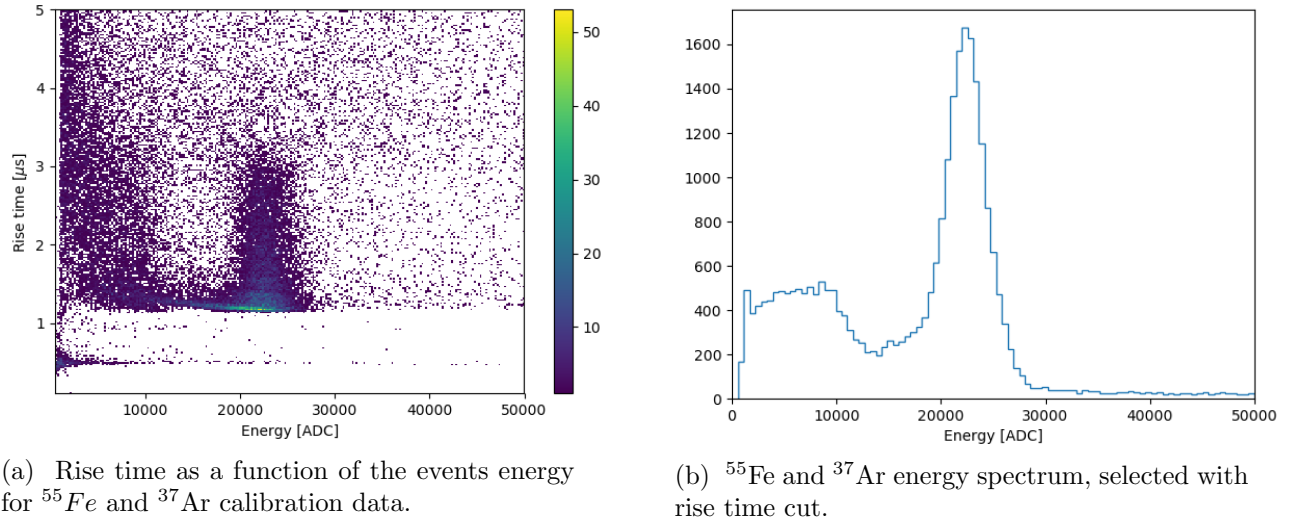 5
4
3
2
1
Rise time [μs]
10000 20000 30000 40000 50000
Energy [ADC]
50
40
30
20
10
1600
1400
1200
1000
800
600
400
200
0
0 10000 20000 30000 40000 50000
Energy [ADC]
(a) Rise time as a function of the events energy
for ⁵⁵Fe and ³⁷Ar calibration data.
(b) ⁵⁵Fe and ³⁷Ar energy spectrum, selected with
rise time cut.